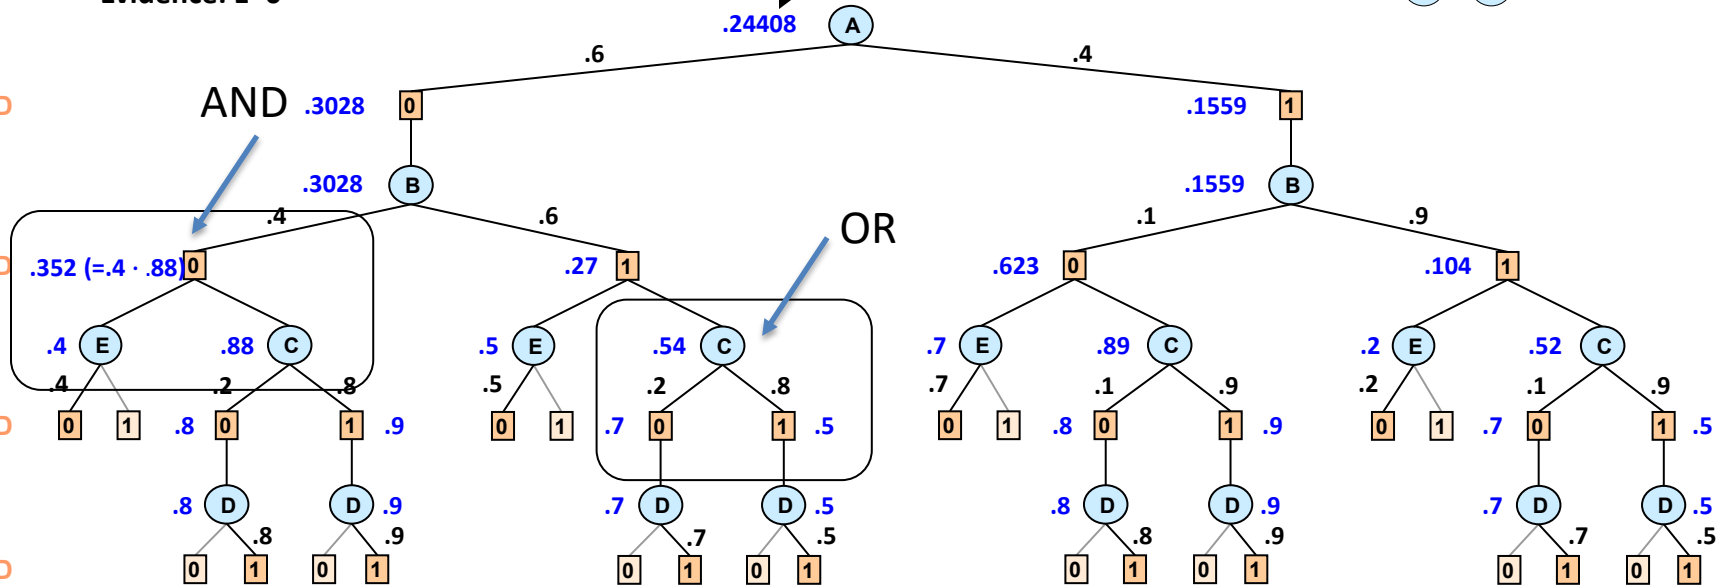 Evidence: E=0
.24408 A
.6 .4
AND .3028 0 .1559 1
D
.3028 B .1559 B
.4 .6 .1 .9
OR
D .352 (=.4 · .88) 0 .27 1 .623 0 .104 1
.4 E .88 C .5 E .54 C .7 E .89 C .2 E .52 C
.4 .2 .8 .5 .2 .8 .7 .1 .9 .2 .1 .9
D 0 1 .8 0 1 .9 0 1 .7 0 1 .5 0 1 .8 0 1 .9 0 1 .7 0 1 .5
.8 D D .9 .7 D D .5 .8 D D .9 .7 D D .5
.8 .9 .7 .5 .8 .9 .7 .5
D 0 1 0 1 0 1 0 1 0 1 0 1 0 1 0 1